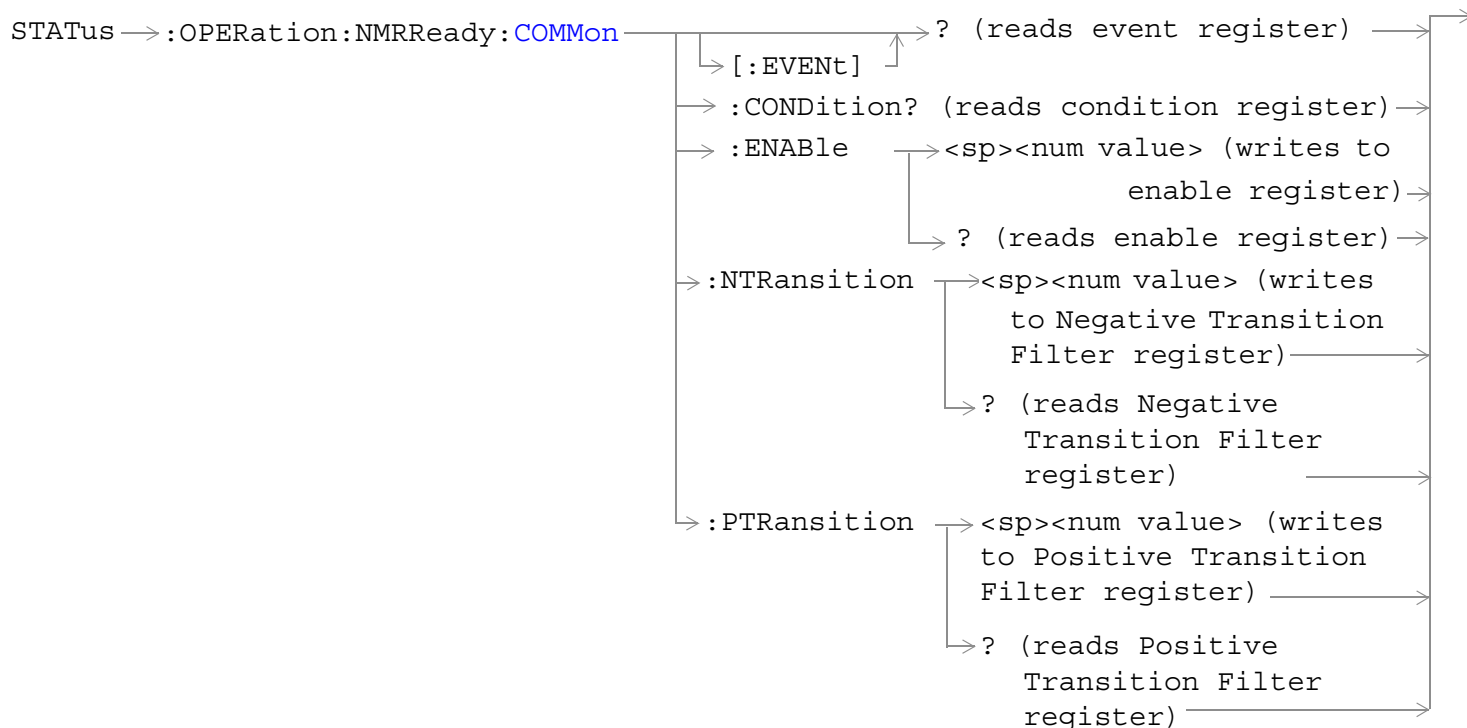 STATus :OPERation:NMRReady:COMMon ? (reads event register)
[:EVENt]
:CONDition? (reads condition register)
:ENABle <sp><num value> (writes to
enable register)
? (reads enable register)
:NTRansition <sp><num value> (writes
to Negative Transition
Filter register)
? (reads Negative
Transition Filter
register)
:PTRansition <sp><num value> (writes
to Positive Transition
Filter register)
? (reads Positive
Transition Filter
register)